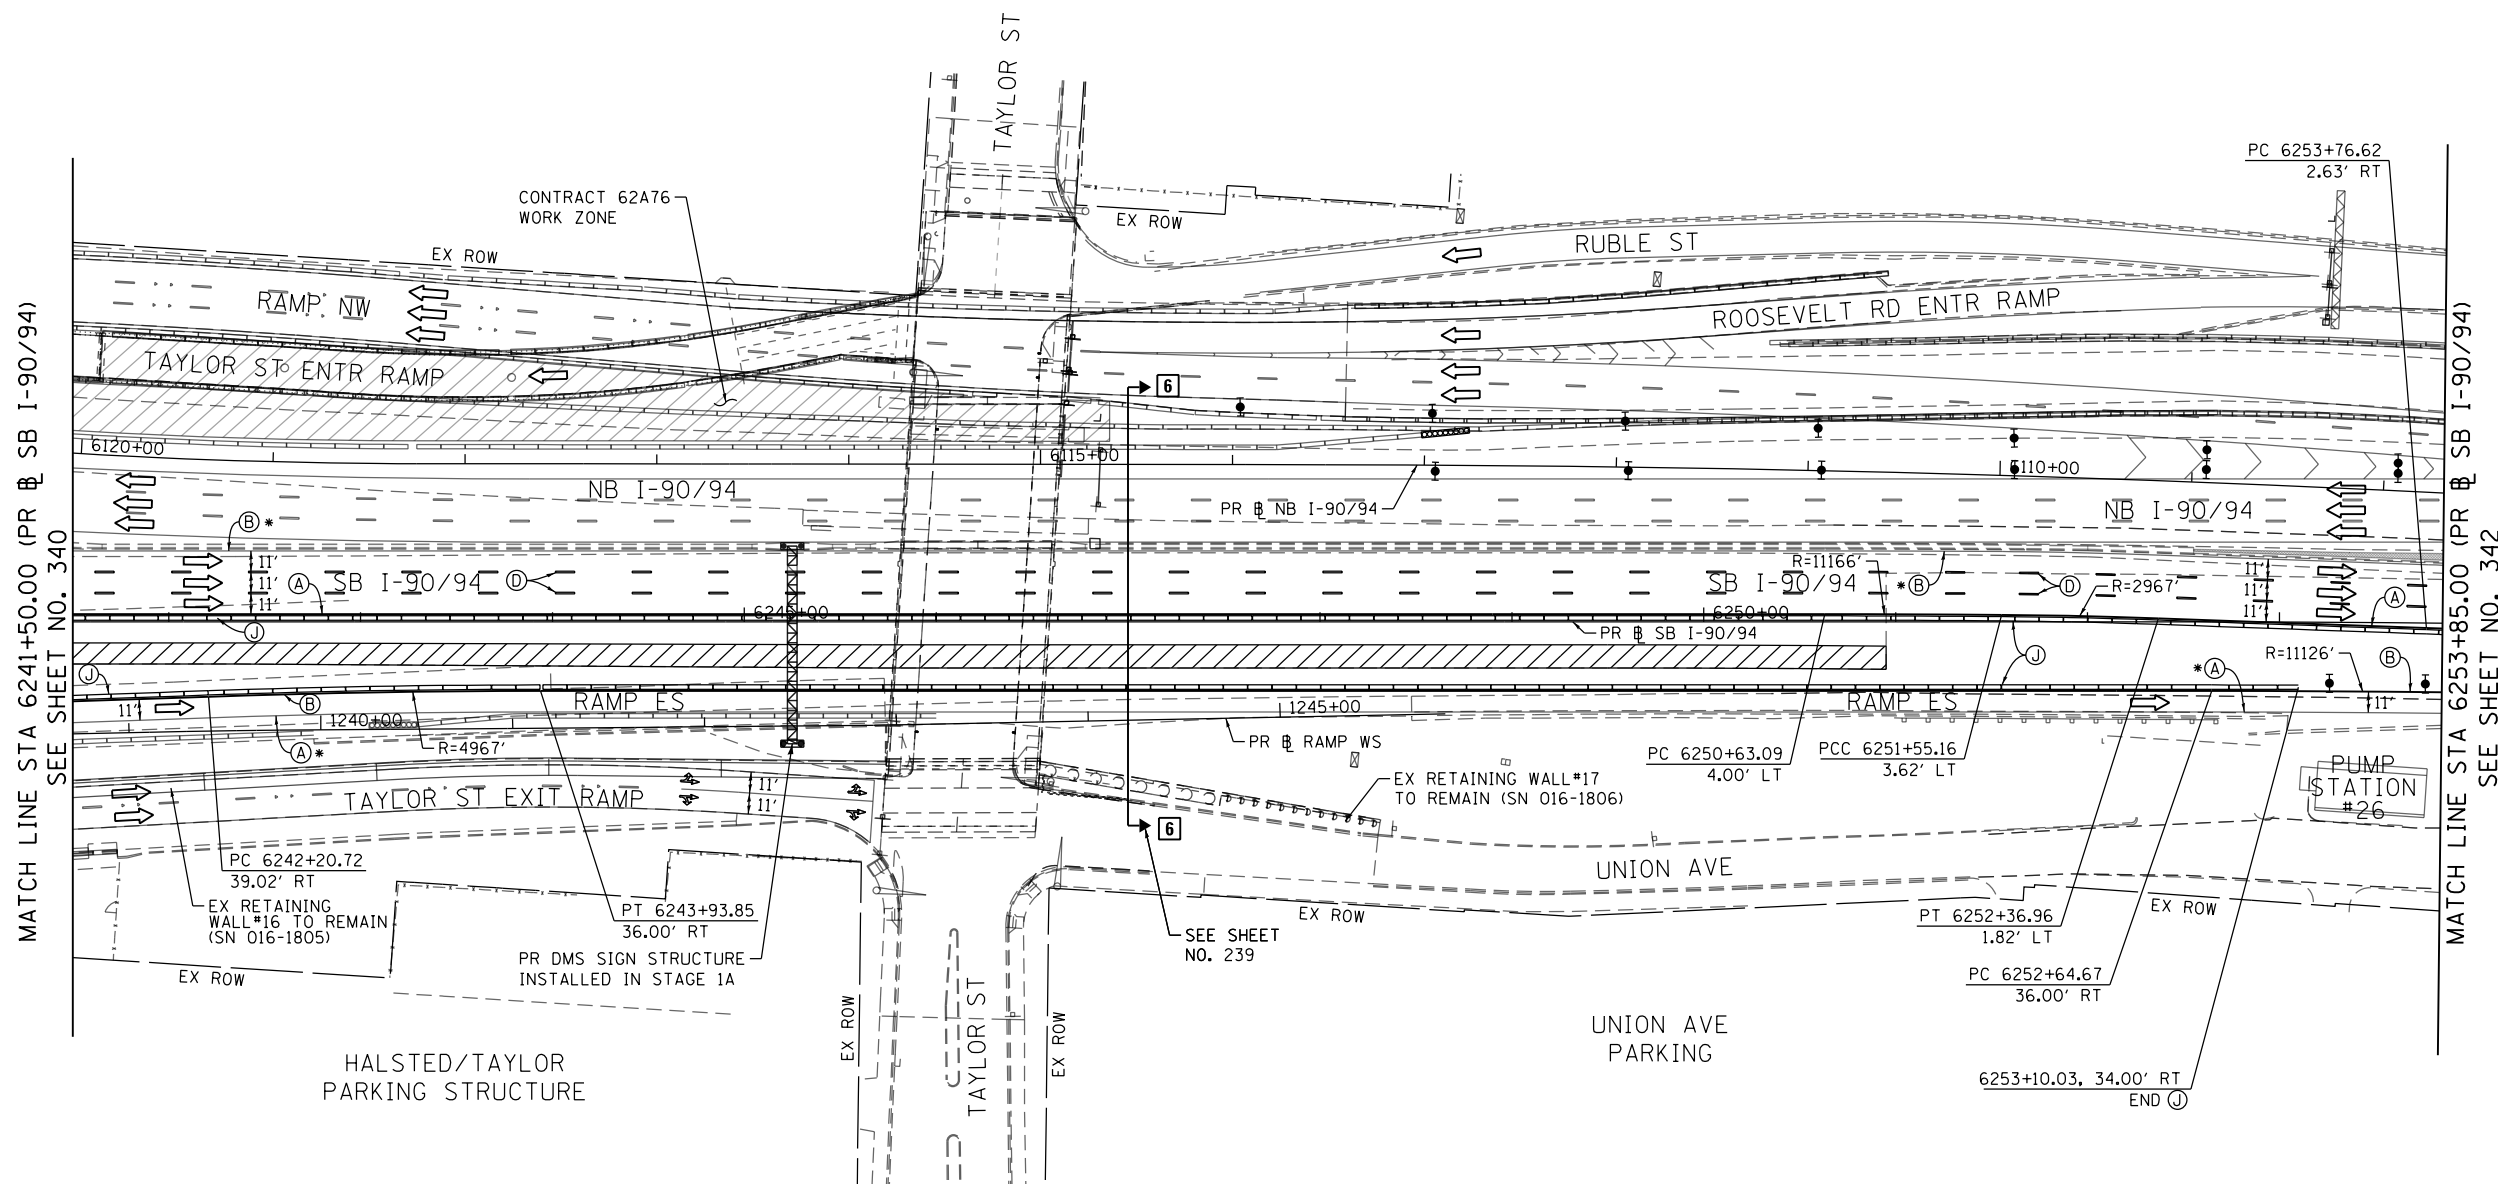 TAYLOR ST
PC 6253+76.62
2.63' RT
CONTRACT 62A76
WORK ZONE
EX ROW
EX ROW
RUBLE ST
RAMP NW
ROOSEVELT RD ENTR RAMP
TAYLOR ST ENTR RAMP
6
6120+00
6115+00
6110+00
NB I-90/94
PR B NB I-90/94
NB I-90/94
B *
11'
11'
11'
A
SB I-90/94
D
R=11166'
SB I-90/94
* B
D
R=2967'
11'
11'
11'
A
6245+00
6250+00
J
PR B SB I-90/94
J
J
* A
R=11126'
B
11'
B
RAMP ES
RAMP ES
11'
1240+00
1245+00
A *
R=4967'
PR B RAMP WS
PC 6250+63.09
4.00' LT
PCC 6251+55.16
3.62' LT
EX RETAINING WALL#17
TO REMAIN (SN 016-1806)
PUMP
STATION
#26
TAYLOR ST EXIT RAMP
11'
11'
6
PC 6242+20.72
39.02' RT
UNION AVE
EX RETAINING
WALL#16 TO REMAIN
(SN 016-1805)
PT 6243+93.85
36.00' RT
EX ROW
PT 6252+36.96
1.82' LT
EX ROW
SEE SHEET
NO. 239
PR DMS SIGN STRUCTURE
INSTALLED IN STAGE 1A
EX ROW
PC 6252+64.67
36.00' RT
EX ROW
TAYLOR ST
EX ROW
UNION AVE
PARKING
HALSTED/TAYLOR
PARKING STRUCTURE
6253+10.03, 34.00' RT
END J
MATCH LINE STA 6241+50.00 (PR B SB I-90/94)
SEE SHEET NO. 340
MATCH LINE STA 6253+85.00 (PR B SB I-90/94)
SEE SHEET NO. 342